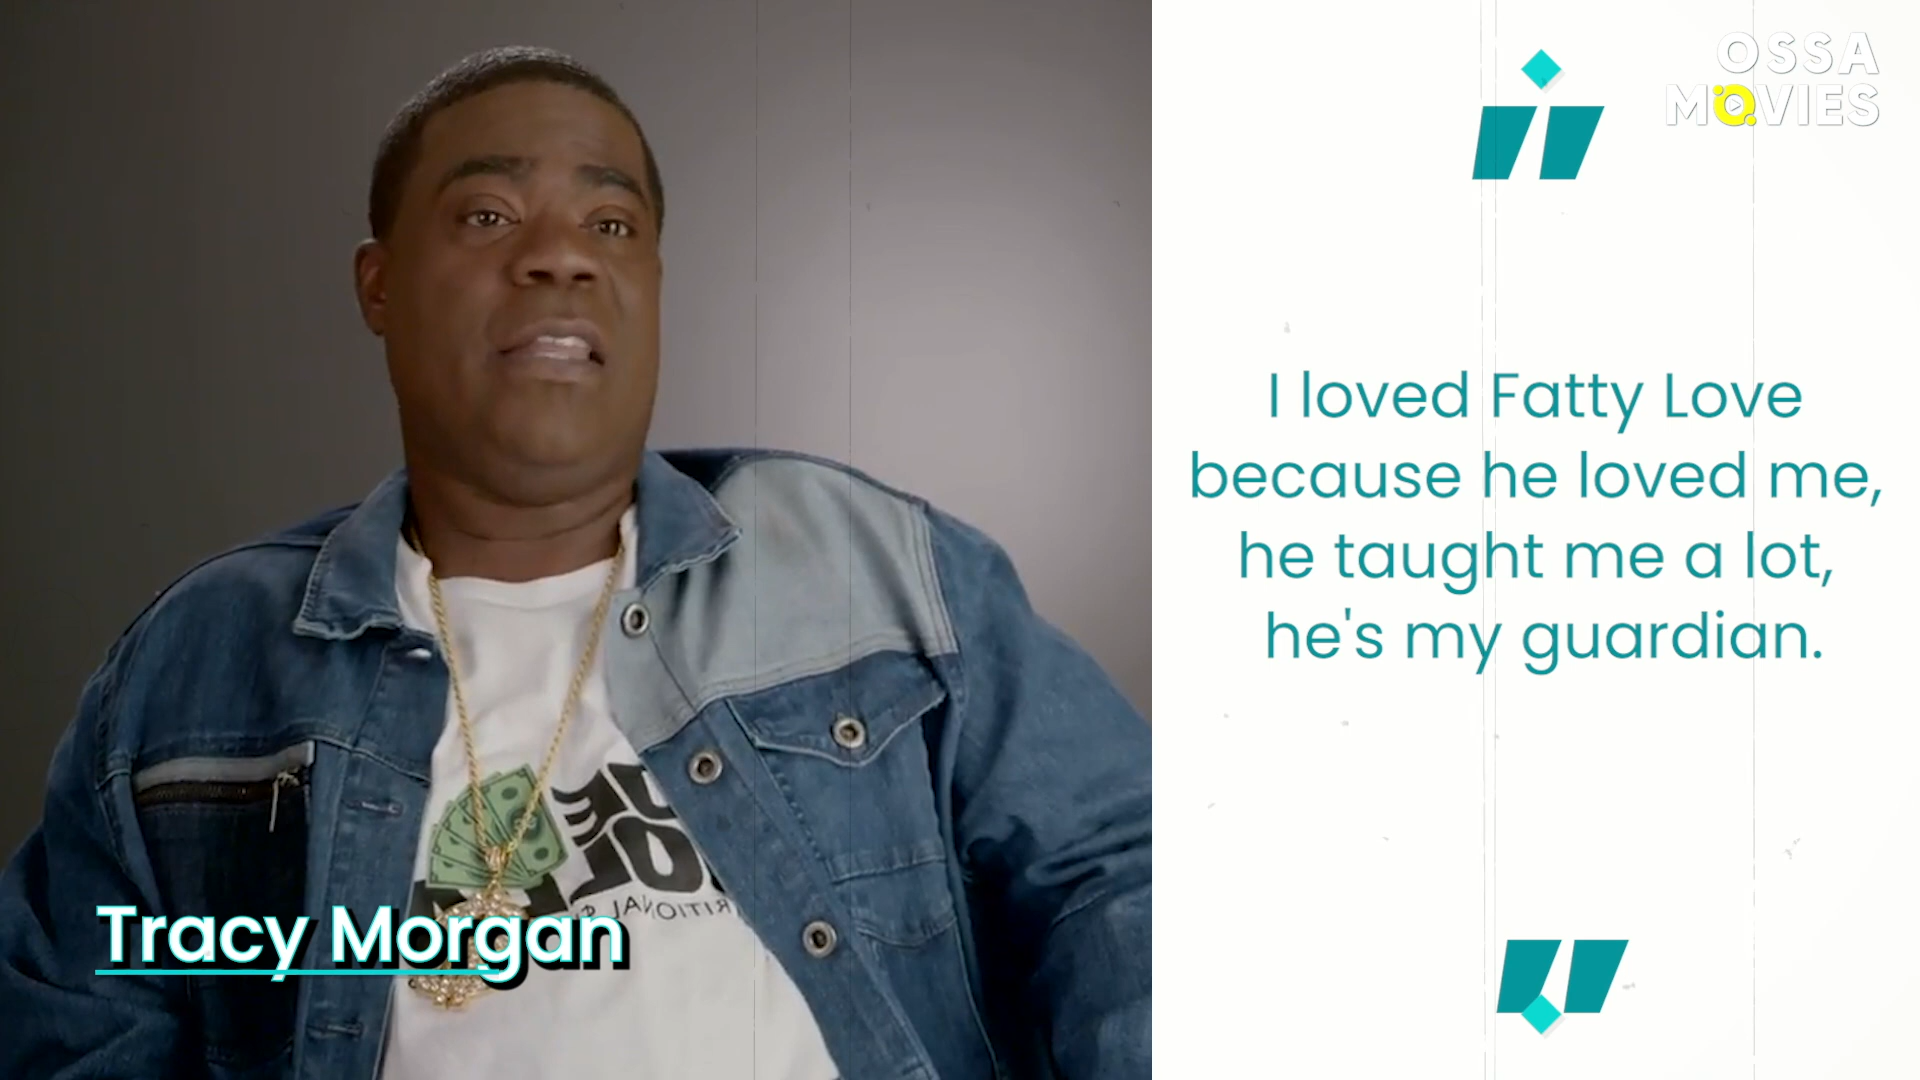 OSSA
MOVIES
I loved Fatty Love
because he loved me,
he taught me a lot,
he's my guardian.
Tracy Morgan